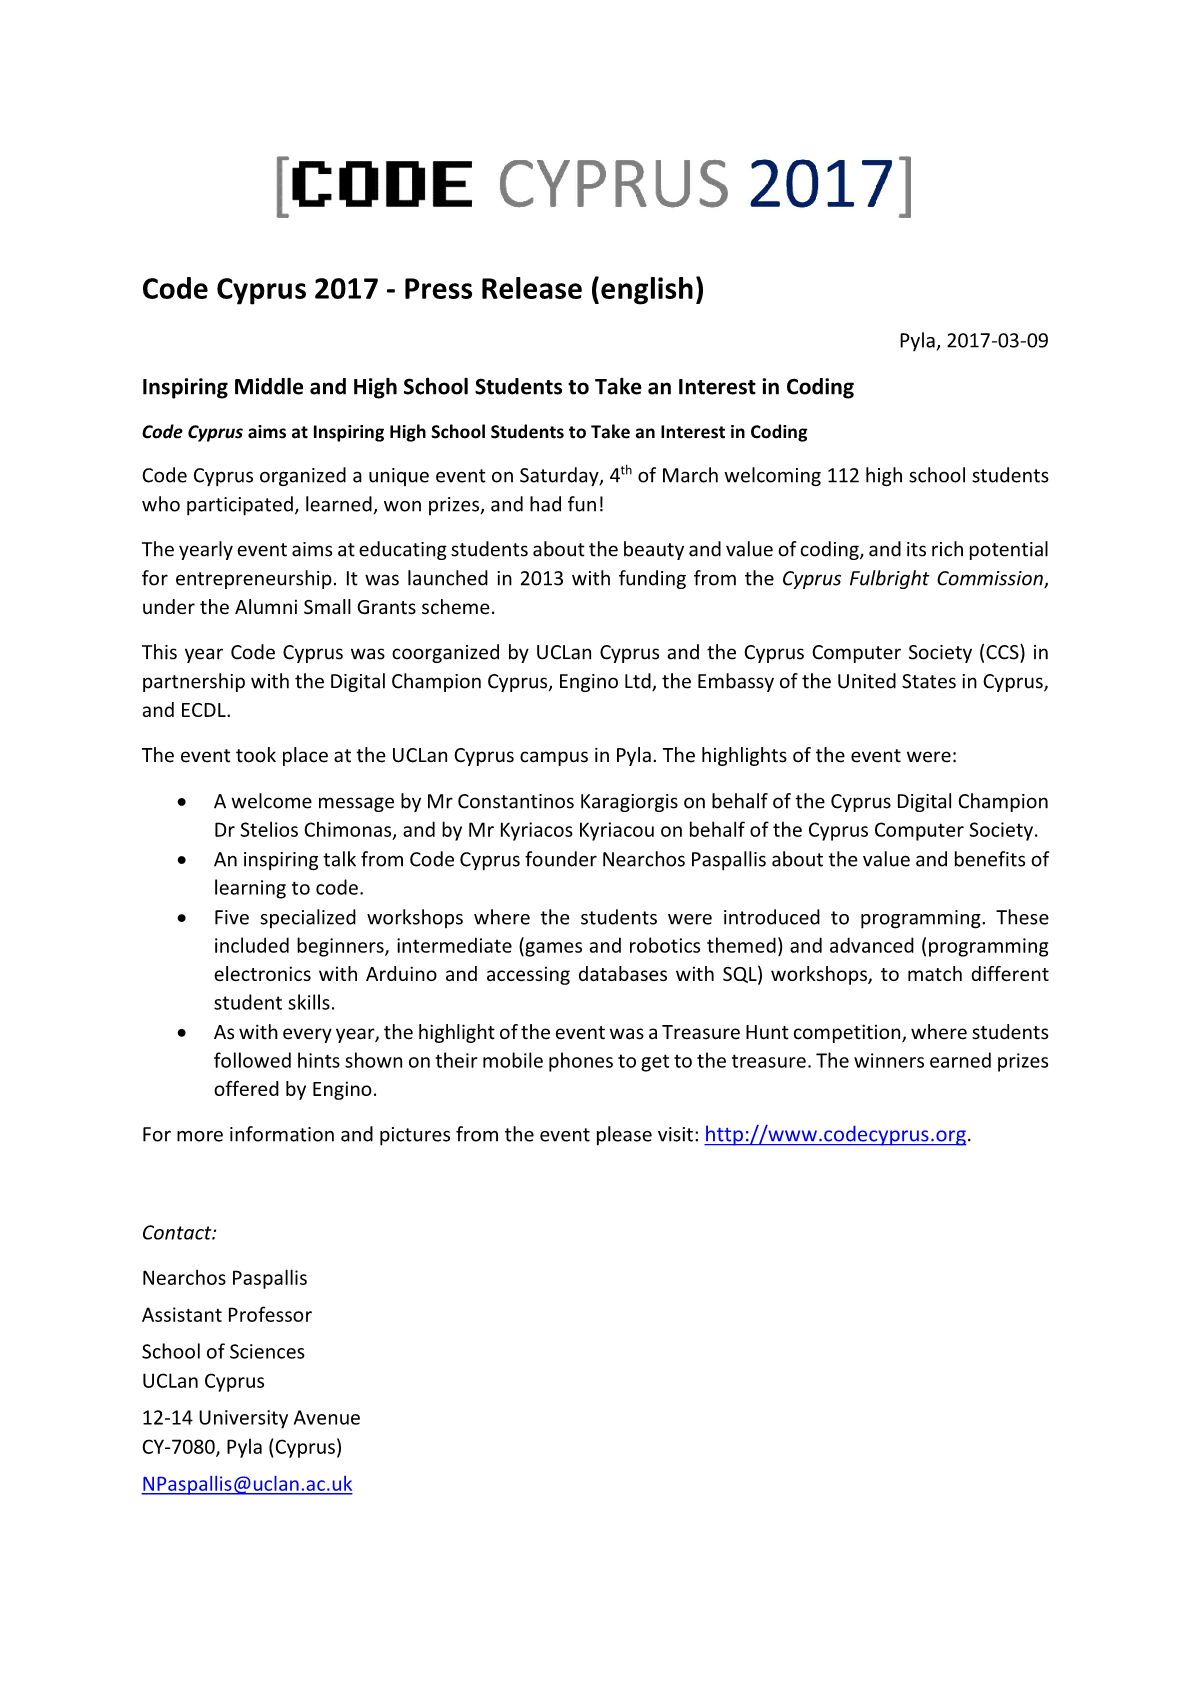 [CODE CYPRUS 2017]
Code Cyprus 2017 - Press Release (english)
Pyla, 2017-03-09
Inspiring Middle and High School Students to Take an Interest in Coding
Code Cyprus aims at Inspiring High School Students to Take an Interest in Coding
Code Cyprus organized a unique event on Saturday, 4th of March welcoming 112 high school students
who participated, learned, won prizes, and had fun!
The yearly event aims at educating students about the beauty and value of coding, and its rich potential
for entrepreneurship. It was launched in 2013 with funding from the Cyprus Fulbright Commission,
under the Alumni Small Grants scheme.
This year Code Cyprus was coorganized by UCLan Cyprus and the Cyprus Computer Society (CCS) in
partnership with the Digital Champion Cyprus, Engino Ltd, the Embassy of the United States in Cyprus,
and ECDL.
The event took place at the UCLan Cyprus campus in Pyla. The highlights of the event were:
• A welcome message by Mr Constantinos Karagiorgis on behalf of the Cyprus Digital Champion
Dr Stelios Chimonas, and by Mr Kyriacos Kyriacou on behalf of the Cyprus Computer Society.
• An inspiring talk from Code Cyprus founder Nearchos Paspallis about the value and benefits of
learning to code.
• Five specialized workshops where the students were introduced to programming. These
included beginners, intermediate (games and robotics themed) and advanced (programming
electronics with Arduino and accessing databases with SQL) workshops, to match different
student skills.
• As with every year, the highlight of the event was a Treasure Hunt competition, where students
followed hints shown on their mobile phones to get to the treasure. The winners earned prizes
offered by Engino.
For more information and pictures from the event please visit: http://www.codecyprus.org.
Contact:
Nearchos Paspallis
Assistant Professor
School of Sciences
UCLan Cyprus
12-14 University Avenue
CY-7080, Pyla (Cyprus)
NPaspallis@uclan.ac.uk